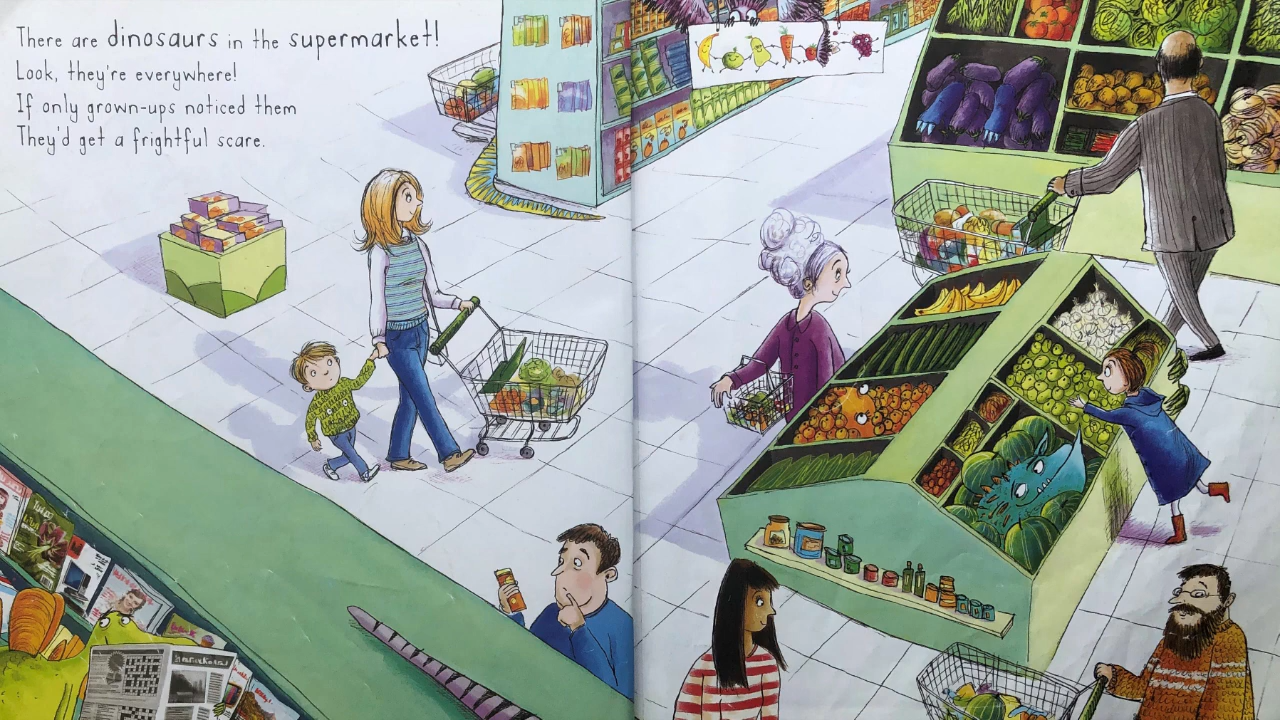 There are dinosaurs in the supermarket!
Look, they're everywhere!
If only grown-ups noticed them
They'd get a frightful scare.